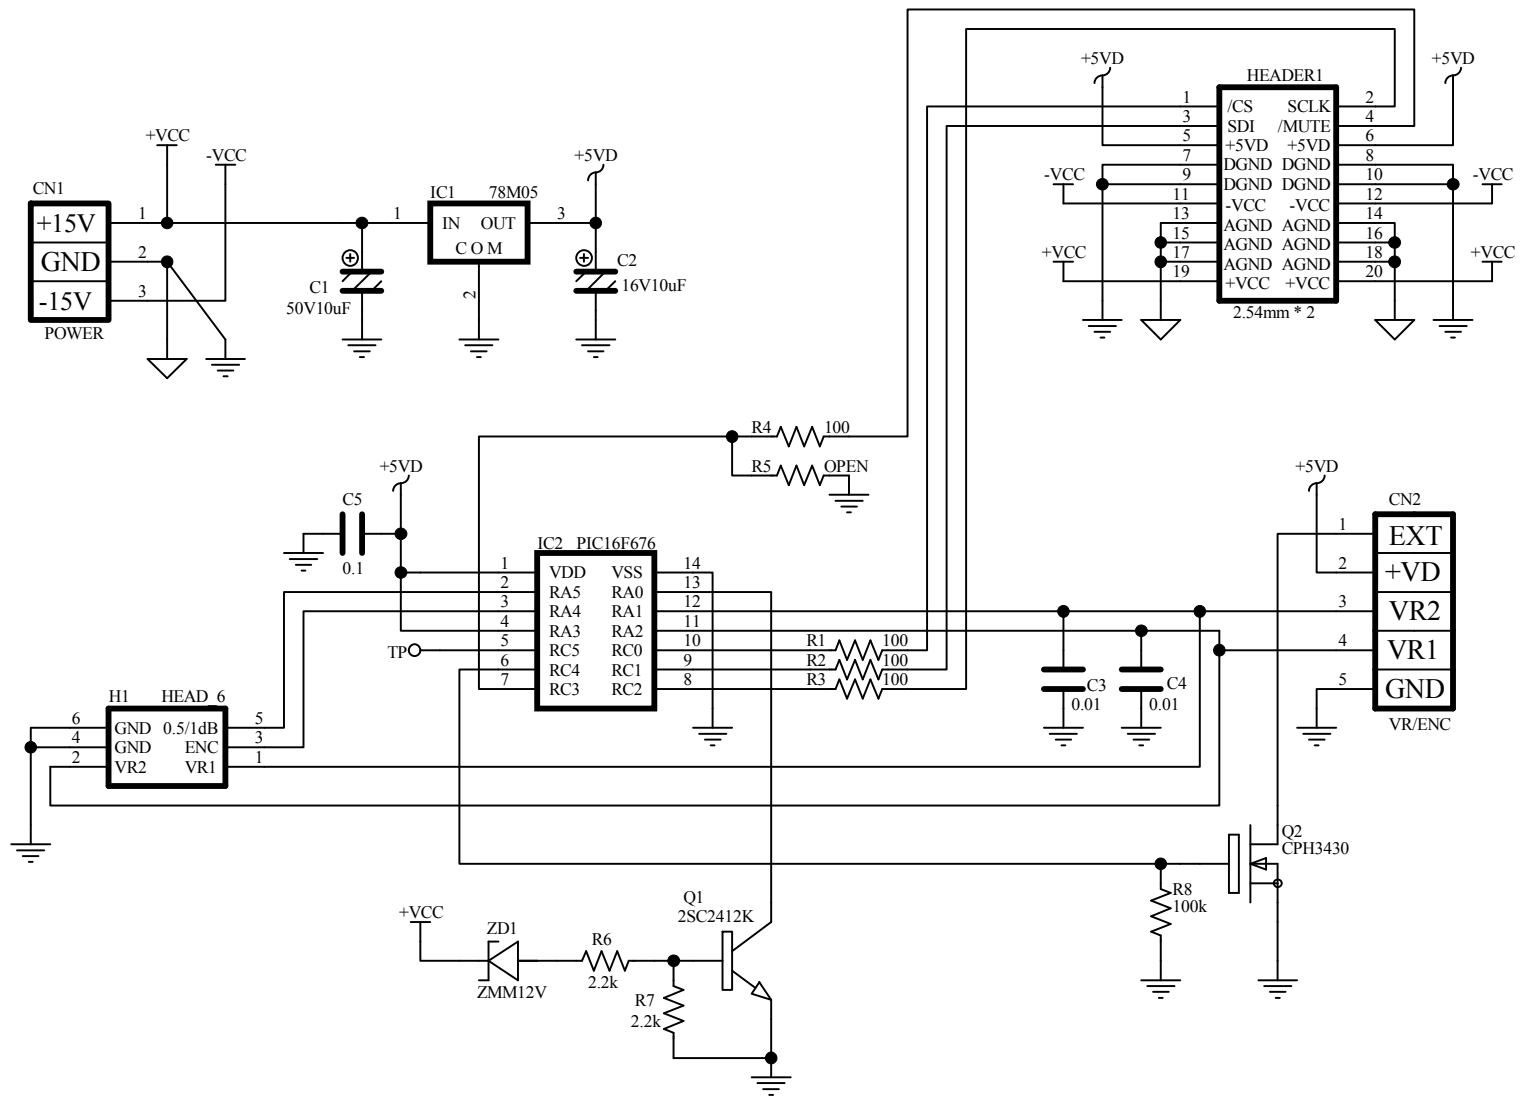 +5VD
+5VD
HEADER1
1 /CS SCLK 2
3 SDI /MUTE 4
5 +5VD +5VD 6
7 DGND DGND 8
9 DGND DGND 10
11 -VCC -VCC 12
13 AGND AGND 14
15 AGND AGND 16
17 AGND AGND 18
19 +VCC +VCC 20
2.54mm * 2
-VCC
-VCC
+VCC
+VCC
+VCC
-VCC
CN1
+15V 1
GND 2
-15V 3
POWER
C1
50V10uF
IC1 78M05
1 IN OUT 3
COM
2
+5VD
C2
16V10uF
R4 100
R5 OPEN
+5VD
C5
0.1
IC2 PIC16F676
1 VDD VSS 14
2 RA5 RA0 13
3 RA4 RA1 12
4 RA3 RA2 11
TP 5 RC5 RC0 10
6 RC4 RC1 9
7 RC3 RC2 8
R1 100
R2 100
R3 100
C3
0.01
C4
0.01
+5VD
CN2
1 EXT
2 +VD
3 VR2
4 VR1
5 GND
VR/ENC
H1 HEAD_6
6 GND 0.5/1dB 5
4 GND ENC 3
2 VR2 VR1 1
Q2
CPH3430
R8
100k
+VCC
ZD1
ZMM12V
R6
2.2k
R7
2.2k
Q1
2SC2412K